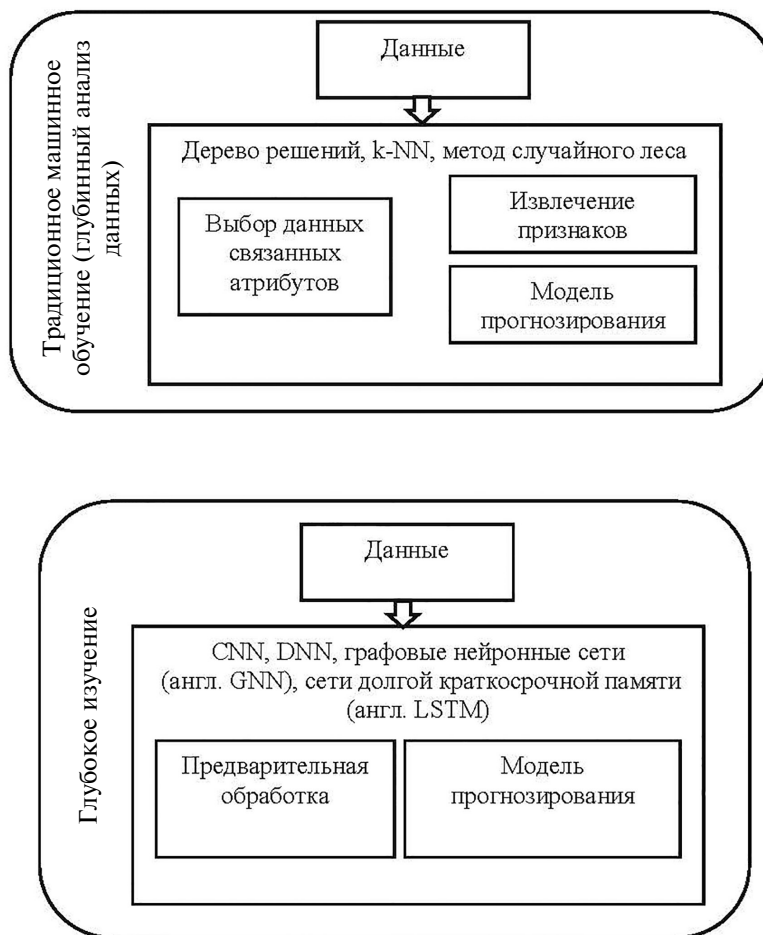 Традиционное машинное
обучение (глубинный анализ
данных)
Данные
Дерево решений, k-NN, метод случайного леса
Выбор данных
связанных
атрибутов
Извлечение
признаков
Модель
прогнозирования
Глубокое изучение
Данные
CNN, DNN, графовые нейронные сети
(англ. GNN), сети долгой краткосрочной памяти
(англ. LSTM)
Предварительная
обработка
Модель
прогнозирования